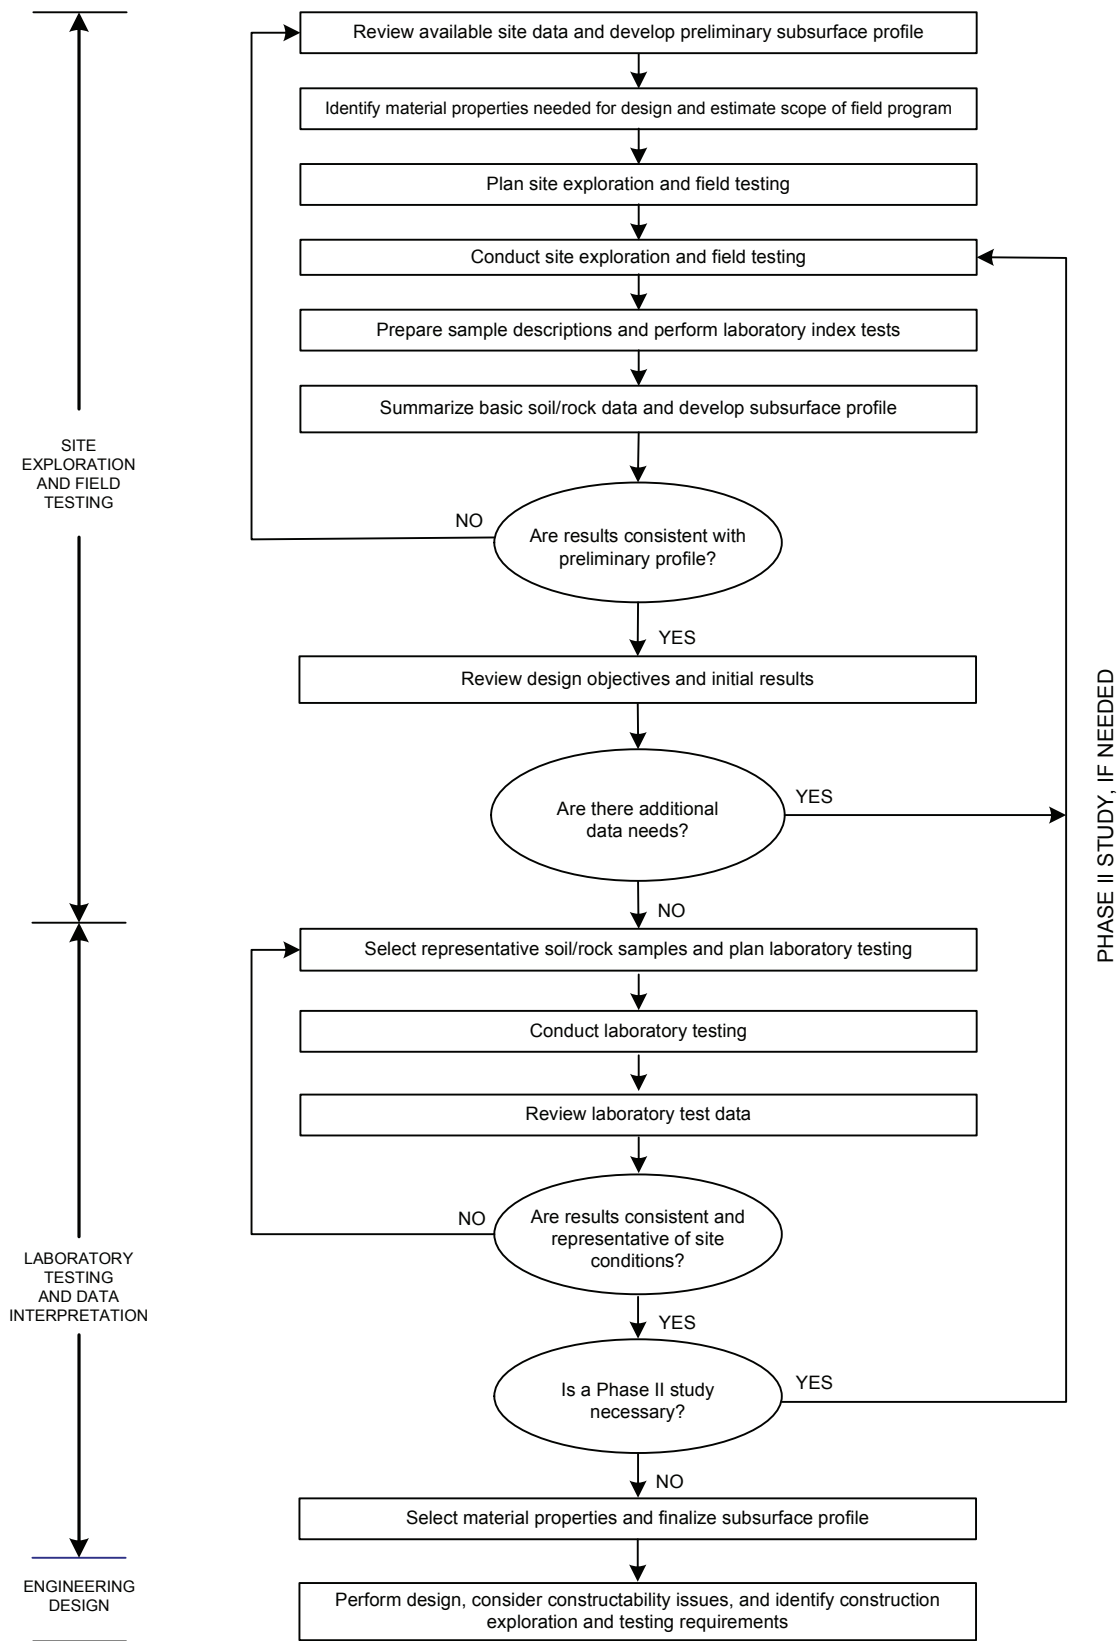 Review available site data and develop preliminary subsurface profile
Identify material properties needed for design and estimate scope of field program
Plan site exploration and field testing
Conduct site exploration and field testing
Prepare sample descriptions and perform laboratory index tests
Summarize basic soil/rock data and develop subsurface profile
SITE
EXPLORATION
AND FIELD
TESTING
NO
Are results consistent with
preliminary profile?
YES
Review design objectives and initial results
Are there additional
data needs?
YES
NO
PHASE II STUDY, IF NEEDED
Select representative soil/rock samples and plan laboratory testing
Conduct laboratory testing
Review laboratory test data
NO
Are results consistent and
representative of site
conditions?
LABORATORY
TESTING
AND DATA
INTERPRETATION
YES
Is a Phase II study
necessary?
YES
NO
Select material properties and finalize subsurface profile
ENGINEERING
DESIGN
Perform design, consider constructability issues, and identify construction
exploration and testing requirements